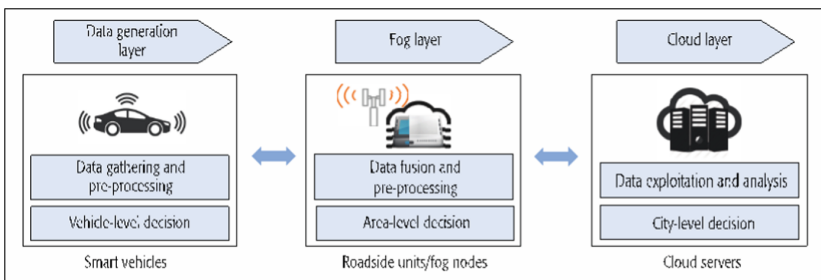 Data generation
layer
Fog layer
Cloud layer
Data gathering and
pre-processing
Vehicle-level decision
Smart vehicles
Data fusion and
pre-processing
Area-level decision
Roadside units/fog nodes
Data exploitation and analysis
City-level decision
Cloud servers